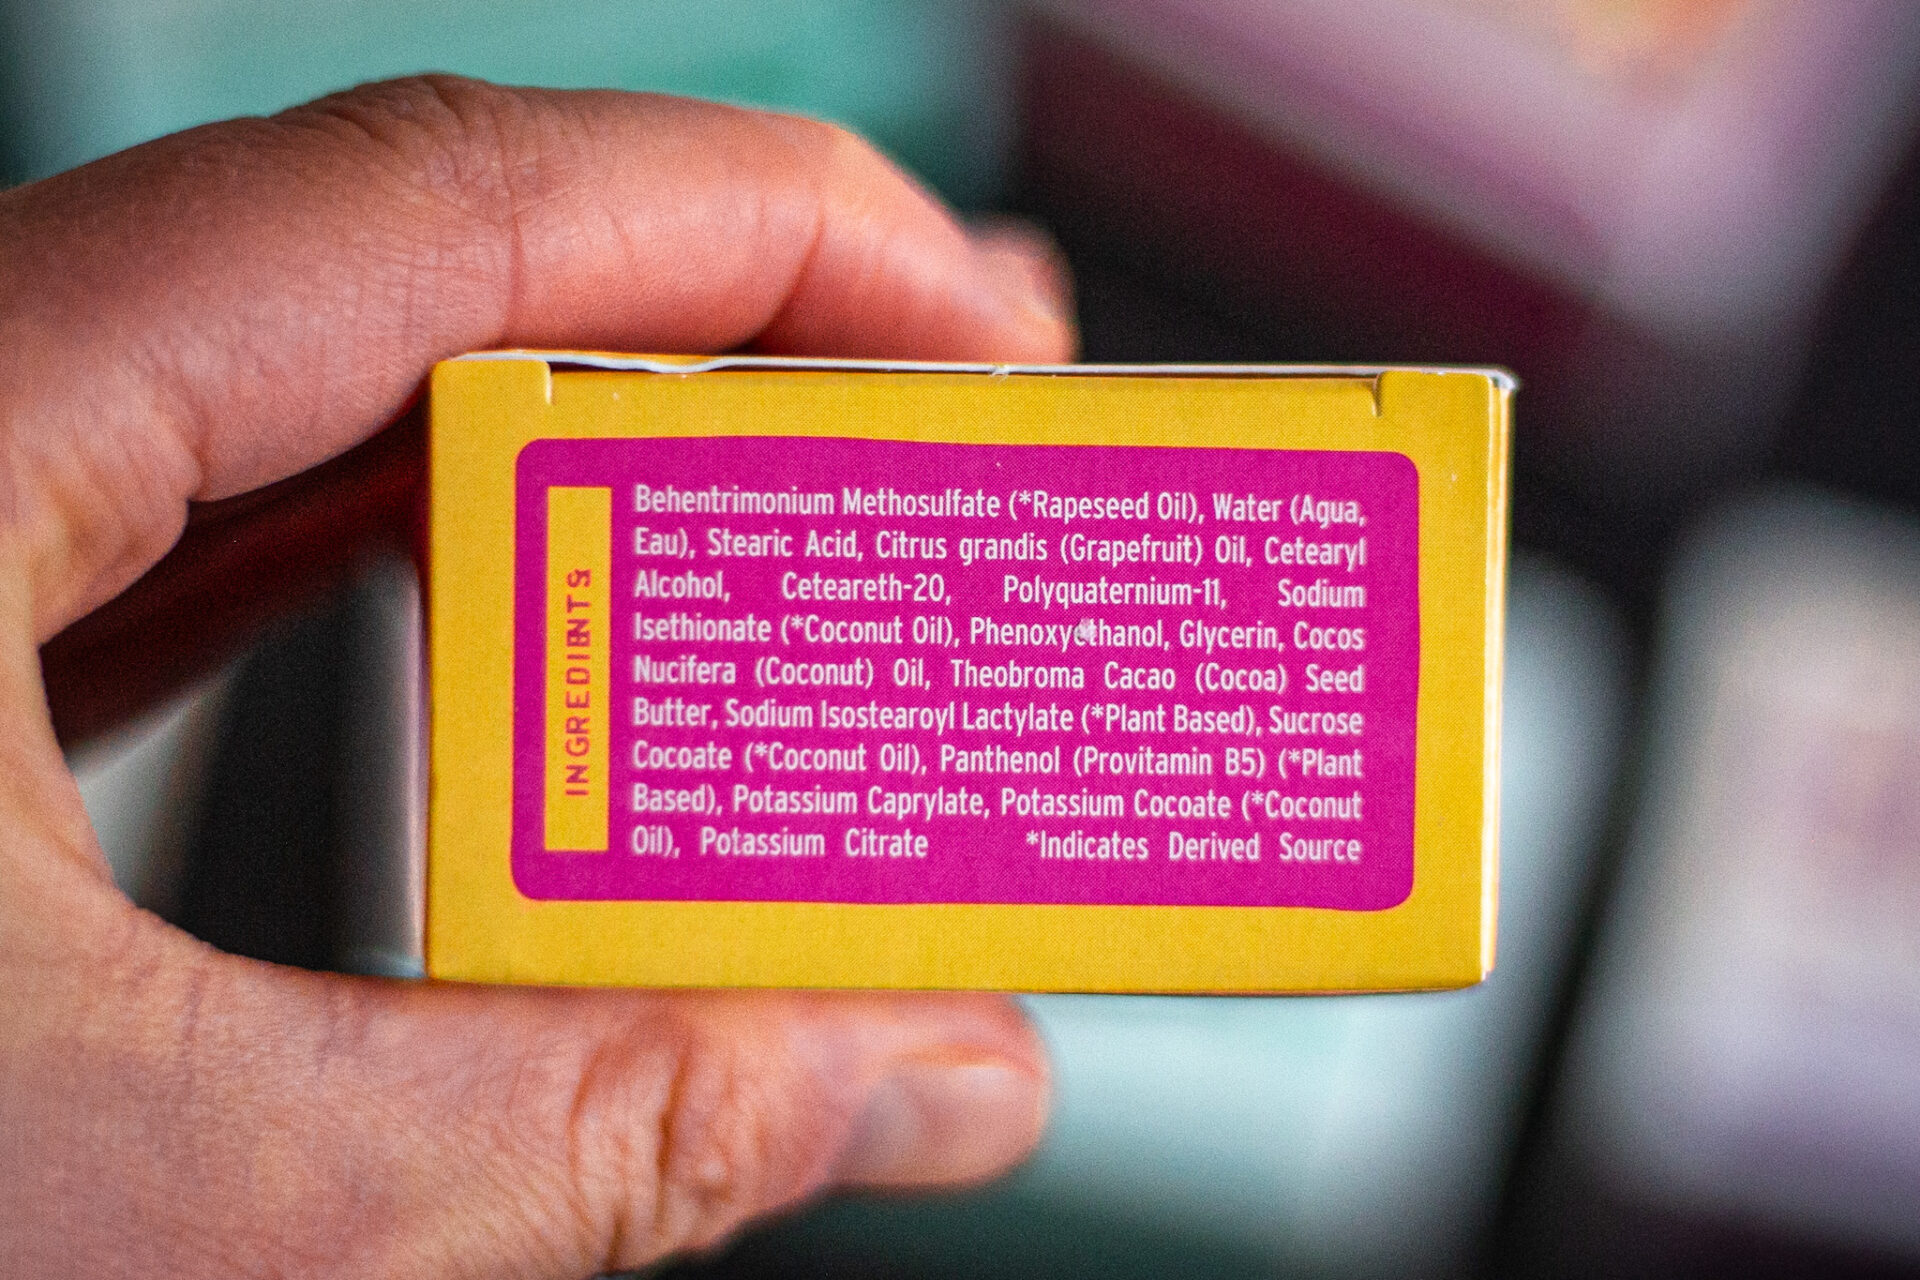 INGREDIENTS
Behentrimonium Methosulfate (*Rapeseed Oil), Water (Aqua,
Eau), Stearic Acid, Citrus grandis (Grapefruit) Oil, Cetearyl
Alcohol, Ceteareth-20, Polyquaternium-11, Sodium
Isethionate (*Coconut Oil), Phenoxyethanol, Glycerin, Cocos
Nucifera (Coconut) Oil, Theobroma Cacao (Cocoa) Seed
Butter, Sodium Isostearoyl Lactylate (*Plant Based), Sucrose
Cocoate (*Coconut Oil), Panthenol (Provitamin B5) (*Plant
Based), Potassium Caprylate, Potassium Cocoate (*Coconut
Oil), Potassium Citrate *Indicates Derived Source